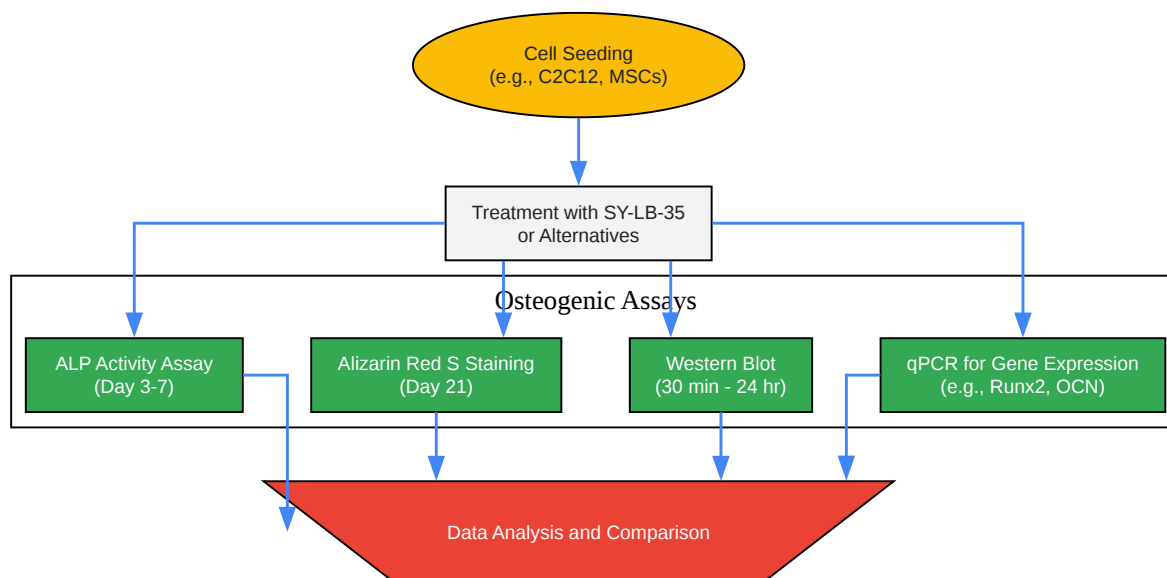 Cell Seeding
(e.g., C2C12, MSCs)
Treatment with SY-LB-35
or Alternatives
Osteogenic Assays
ALP Activity Assay
(Day 3-7)
Alizarin Red S Staining
(Day 21)
Western Blot
(30 min - 24 hr)
qPCR for Gene Expression
(e.g., Runx2, OCN)
Data Analysis and Comparison